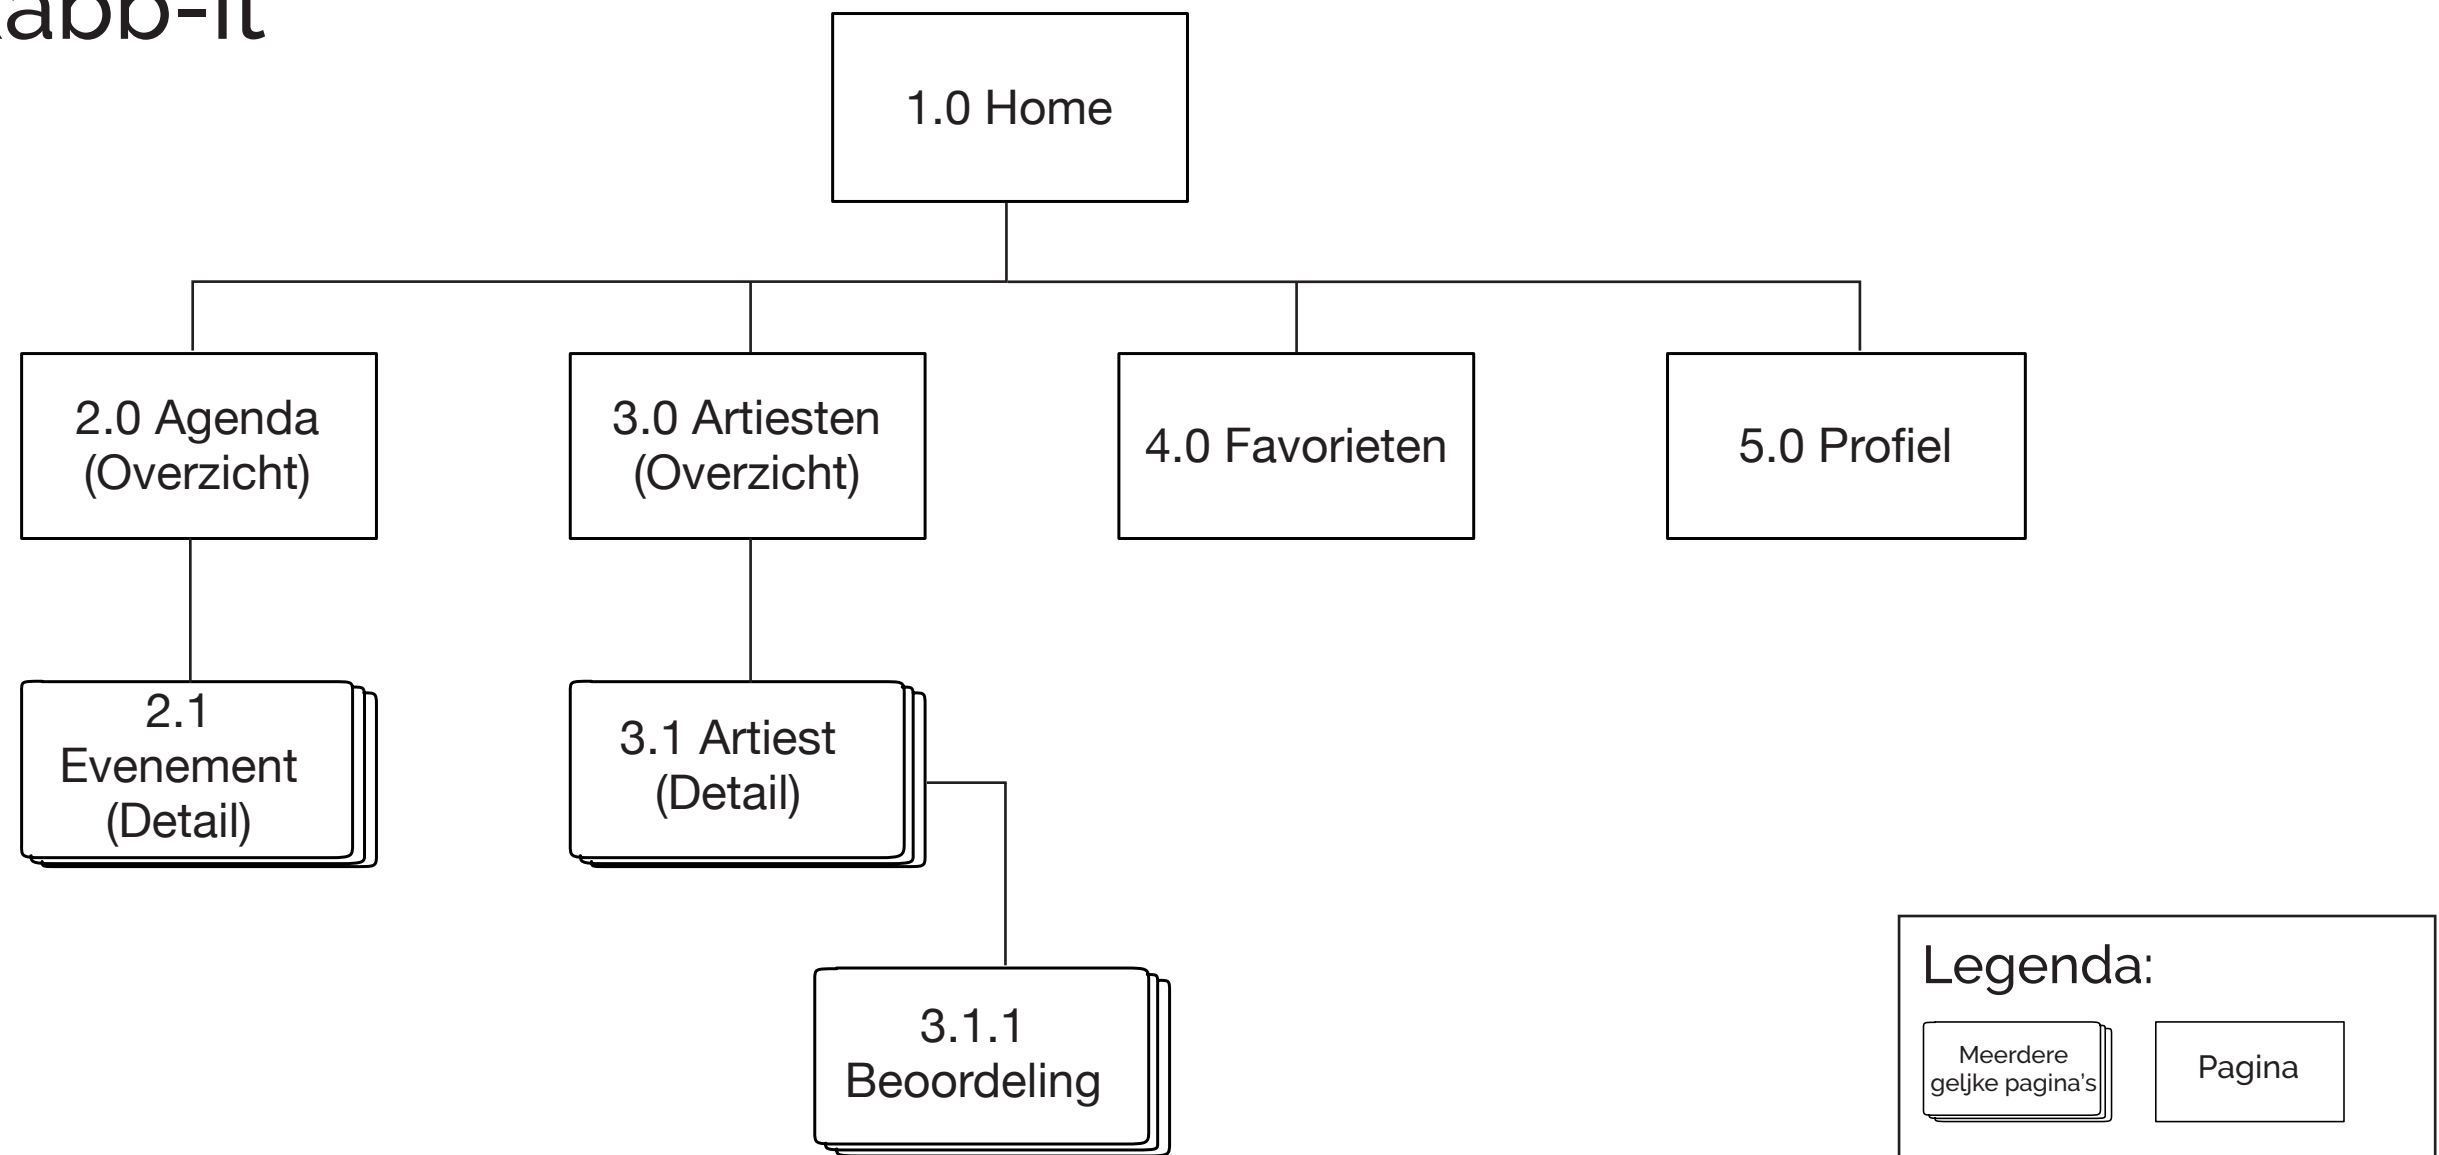 1.0 Home
2.0 Agenda
(Overzicht)
3.0 Artiesten
(Overzicht)
4.0 Favorieten
5.0 Profiel
2.1
Evenement
(Detail)
3.1 Artiest
(Detail)
3.1.1
Beoordeling
Legenda:
Meerdere
geljke pagina's
Pagina